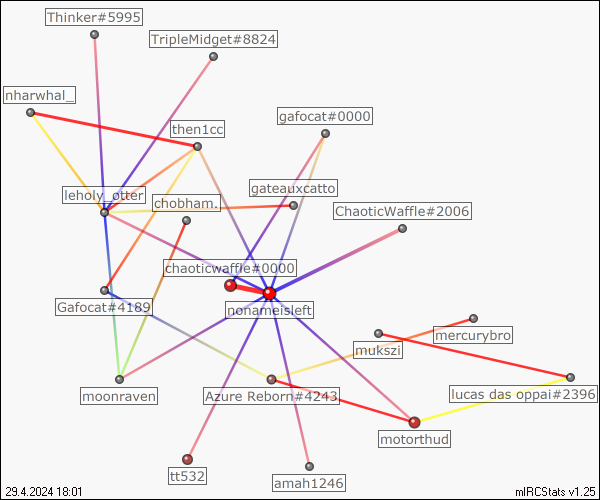 Thinker#5995
TripleMidget#8824
nharwhal_
gafocat#0000
then1cc
gateauxcatto
leholy_otter
chobham.
ChaoticWaffle#2006
chaoticwaffle#0000
Gafocat#4189
nonameisleft
mercurybro
mukszi
moonraven
Azure Reborn#4243
lucas das oppai#2396
motorthud
tt532
amah1246
29.4.2024 18:01
mIRCStats v1.25